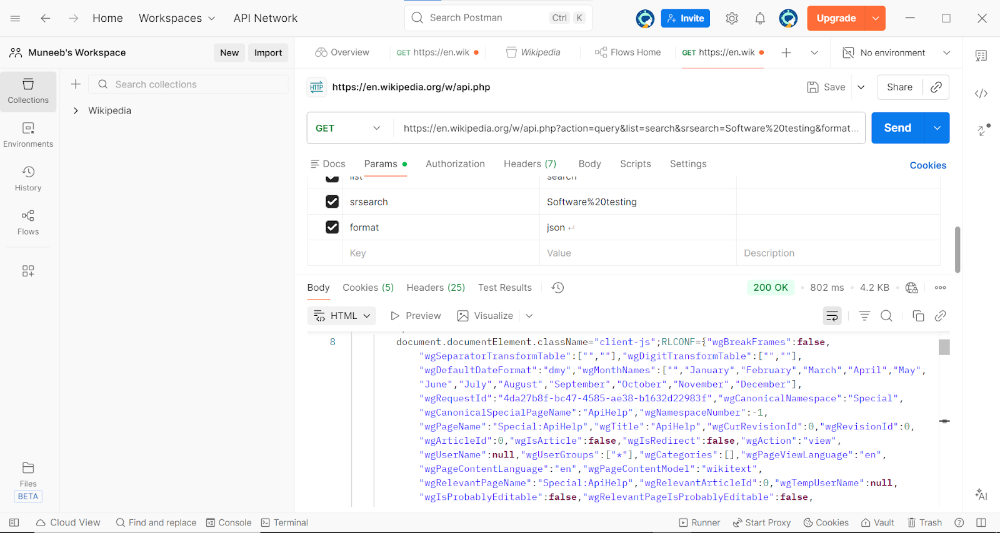 Home Workspaces API Network Search Postman Ctrl K Invite Upgrade
Muneeb's Workspace New Import Overview GET https://en.wik Wikipedia Flows Home GET https://en.wik No environment
Search collections
Collections
Wikipedia
Environments
History
Flows
Files
BETA
HTTP https://en.wikipedia.org/w/api.php Save Share
GET https://en.wikipedia.org/w/api.php?action=query&list=search&srsearch=Software%20testing&format... Send
Docs Params Authorization Headers (7) Body Scripts Settings Cookies
list search
srsearch Software%20testing
format json ↵
Key Value Description
Body Cookies (5) Headers (25) Test Results 200 OK • 802 ms • 4.2 KB
HTML Preview Visualize
8 document.documentElement.className="client-js";RLCONF={"wgBreakFrames":false,
"wgSeparatorTransformTable":["",""],"wgDigitTransformTable":["",""],
"wgDefaultDateFormat":"dmy","wgMonthNames":["","January","February","March","April","May",
"June","July","August","September","October","November","December"],
"wgRequestId":"4da27b8f-bc47-4585-ae38-b1632d22983f","wgCanonicalNamespace":"Special",
"wgCanonicalSpecialPageName":"ApiHelp","wgNamespaceNumber":-1,
"wgPageName":"Special:ApiHelp","wgTitle":"ApiHelp","wgCurRevisionId":0,"wgRevisionId":0,
"wgArticleId":0,"wgIsArticle":false,"wgIsRedirect":false,"wgAction":"view",
"wgUserName":null,"wgUserGroups":["*"],"wgCategories":[],"wgPageViewLanguage":"en",
"wgPageContentLanguage":"en","wgPageContentModel":"wikitext",
"wgRelevantPageName":"Special:ApiHelp","wgRelevantArticleId":0,"wgTempUserName":null,
"wgIsProbablyEditable":false,"wgRelevantPageIsProbablyEditable":false,
AI
Cloud View Find and replace Console Terminal Runner Start Proxy Cookies Vault Trash